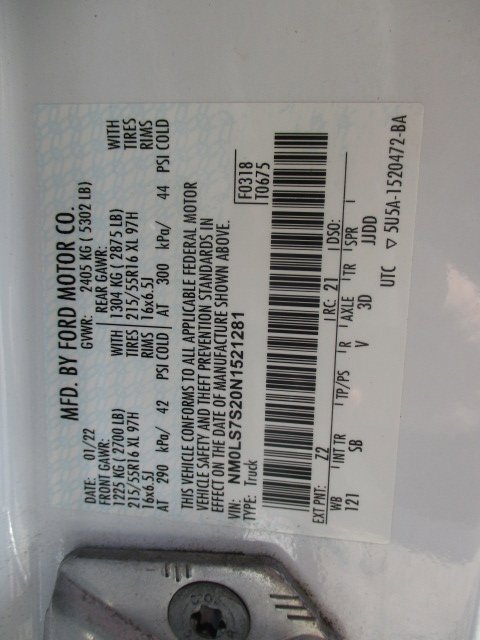 MFD. BY FORD MOTOR CO.
DATE: 01/22 GVWR: 2405 KG ( 5302 LB)
FRONT GAWR: REAR GAWR:
1225 KG ( 2700 LB) WITH 1304 KG ( 2875 LB) WITH
215/55R16 XL 97H TIRES 215/55R16 XL 97H TIRES
16x6.5J RIMS 16x6.5J RIMS
AT 290 kPa/ 42 PSI COLD AT 300 kPa/ 44 PSI COLD
THIS VEHICLE CONFORMS TO ALL APPLICABLE FEDERAL MOTOR
VEHICLE SAFETY AND THEFT PREVENTION STANDARDS IN
EFFECT ON THE DATE OF MANUFACTURE SHOWN ABOVE.
VIN: NM0LS7S20N1521281
TYPE: Truck
F0318
T0675
EXT PNT: Z2 RC: 21 DSO:
WB INT TR TP/PS R AXLE TR SPR
121 SB V 3D JJDD
UTC ▽ 5U5A-1520472-BA